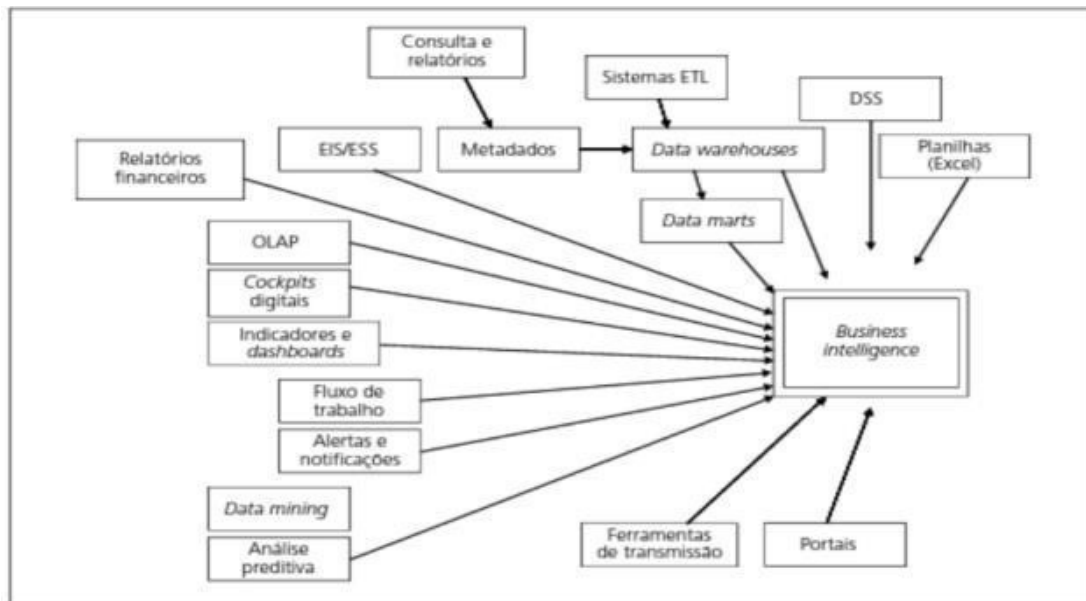 Consulta e
relatórios
Sistemas ETL
DSS
EIS/ESS
Metadados
Data warehouses
Planilhas
(Excel)
Relatórios
financeiros
Data marts
OLAP
Cockpits
digitais
Indicadores e
dashboards
Business
intelligence
Fluxo de
trabalho
Alertas e
notificações
Data mining
Análise
preditiva
Ferramentas
de transmissão
Portais